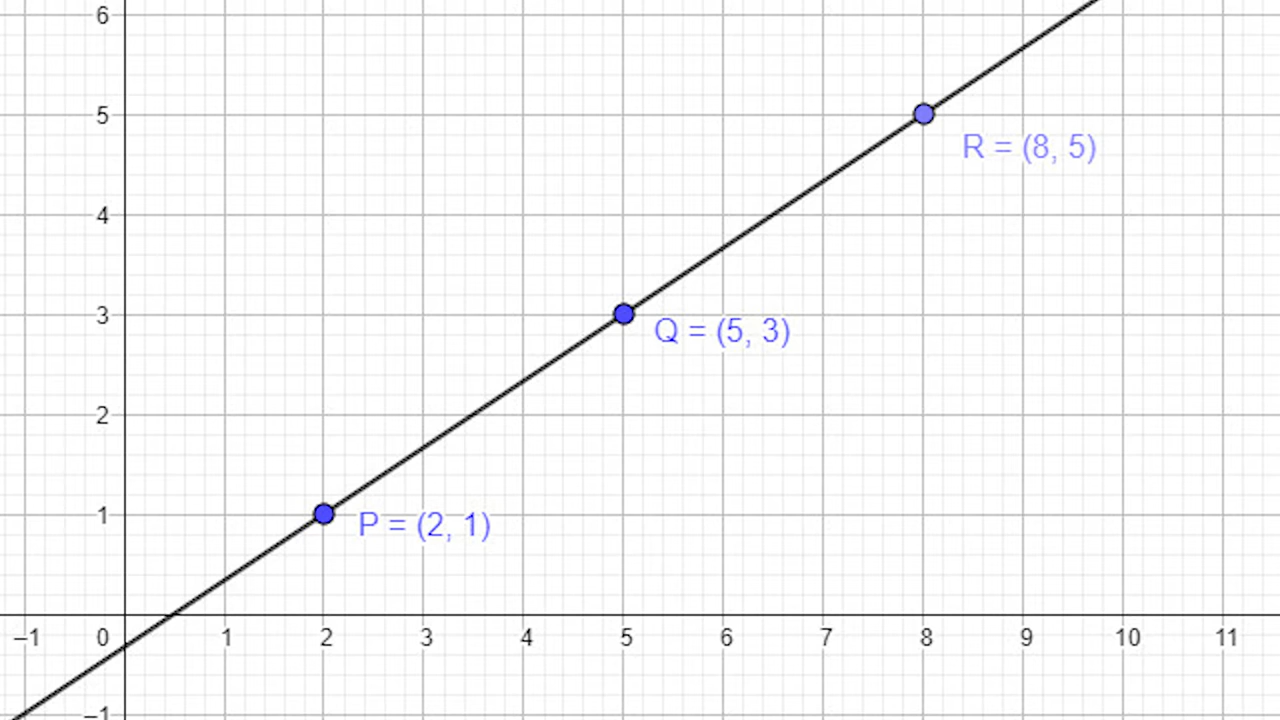 6
5
R = (8, 5)
4
3
Q = (5, 3)
2
1
P = (2, 1)
–1 0 1 2 3 4 5 6 7 8 9 10 11
–1